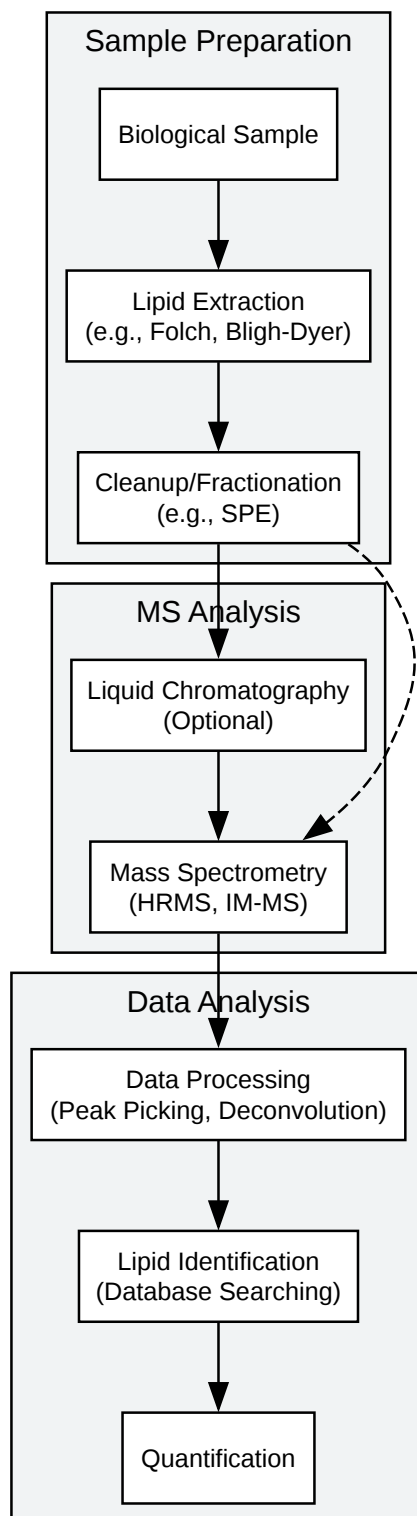 Sample Preparation
Biological Sample
Lipid Extraction
(e.g., Folch, Bligh-Dyer)
Cleanup/Fractionation
(e.g., SPE)
MS Analysis
Liquid Chromatography
(Optional)
Mass Spectrometry
(HRMS, IM-MS)
Data Analysis
Data Processing
(Peak Picking, Deconvolution)
Lipid Identification
(Database Searching)
Quantification